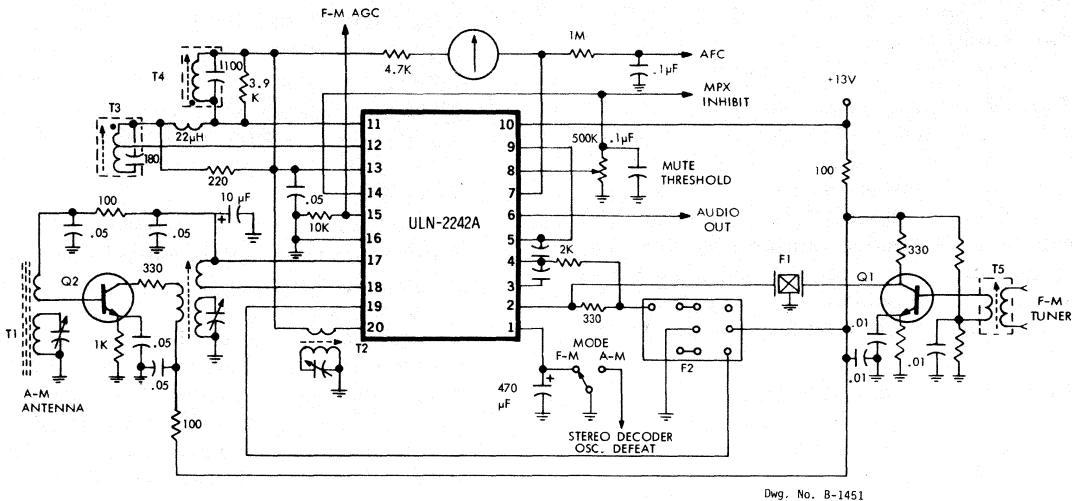 F-M AGC
1M
AFC
4.7K
.1µF
T4
100
3.9
K
MPX
INHIBIT
+13V
T3
180
22µH
11
10
12
9
500K
.1µF
13
8
MUTE
THRESHOLD
220
14
7
100
.05
10K
15
6
AUDIO
OUT
ULN-2242A
16
5
100
10 µF
+
.05
.05
17
4
2K
330
18
3
F1
Q1
330
T5
F-M
TUNER
Q2
19
2
330
20
1
T1
1K
.05
.05
T2
MODE
F-M
A-M
F2
.01
.01
.01
A-M
ANTENNA
470
µF
+
100
STEREO DECODER
OSC. DEFEAT
Dwg. No. B-1451